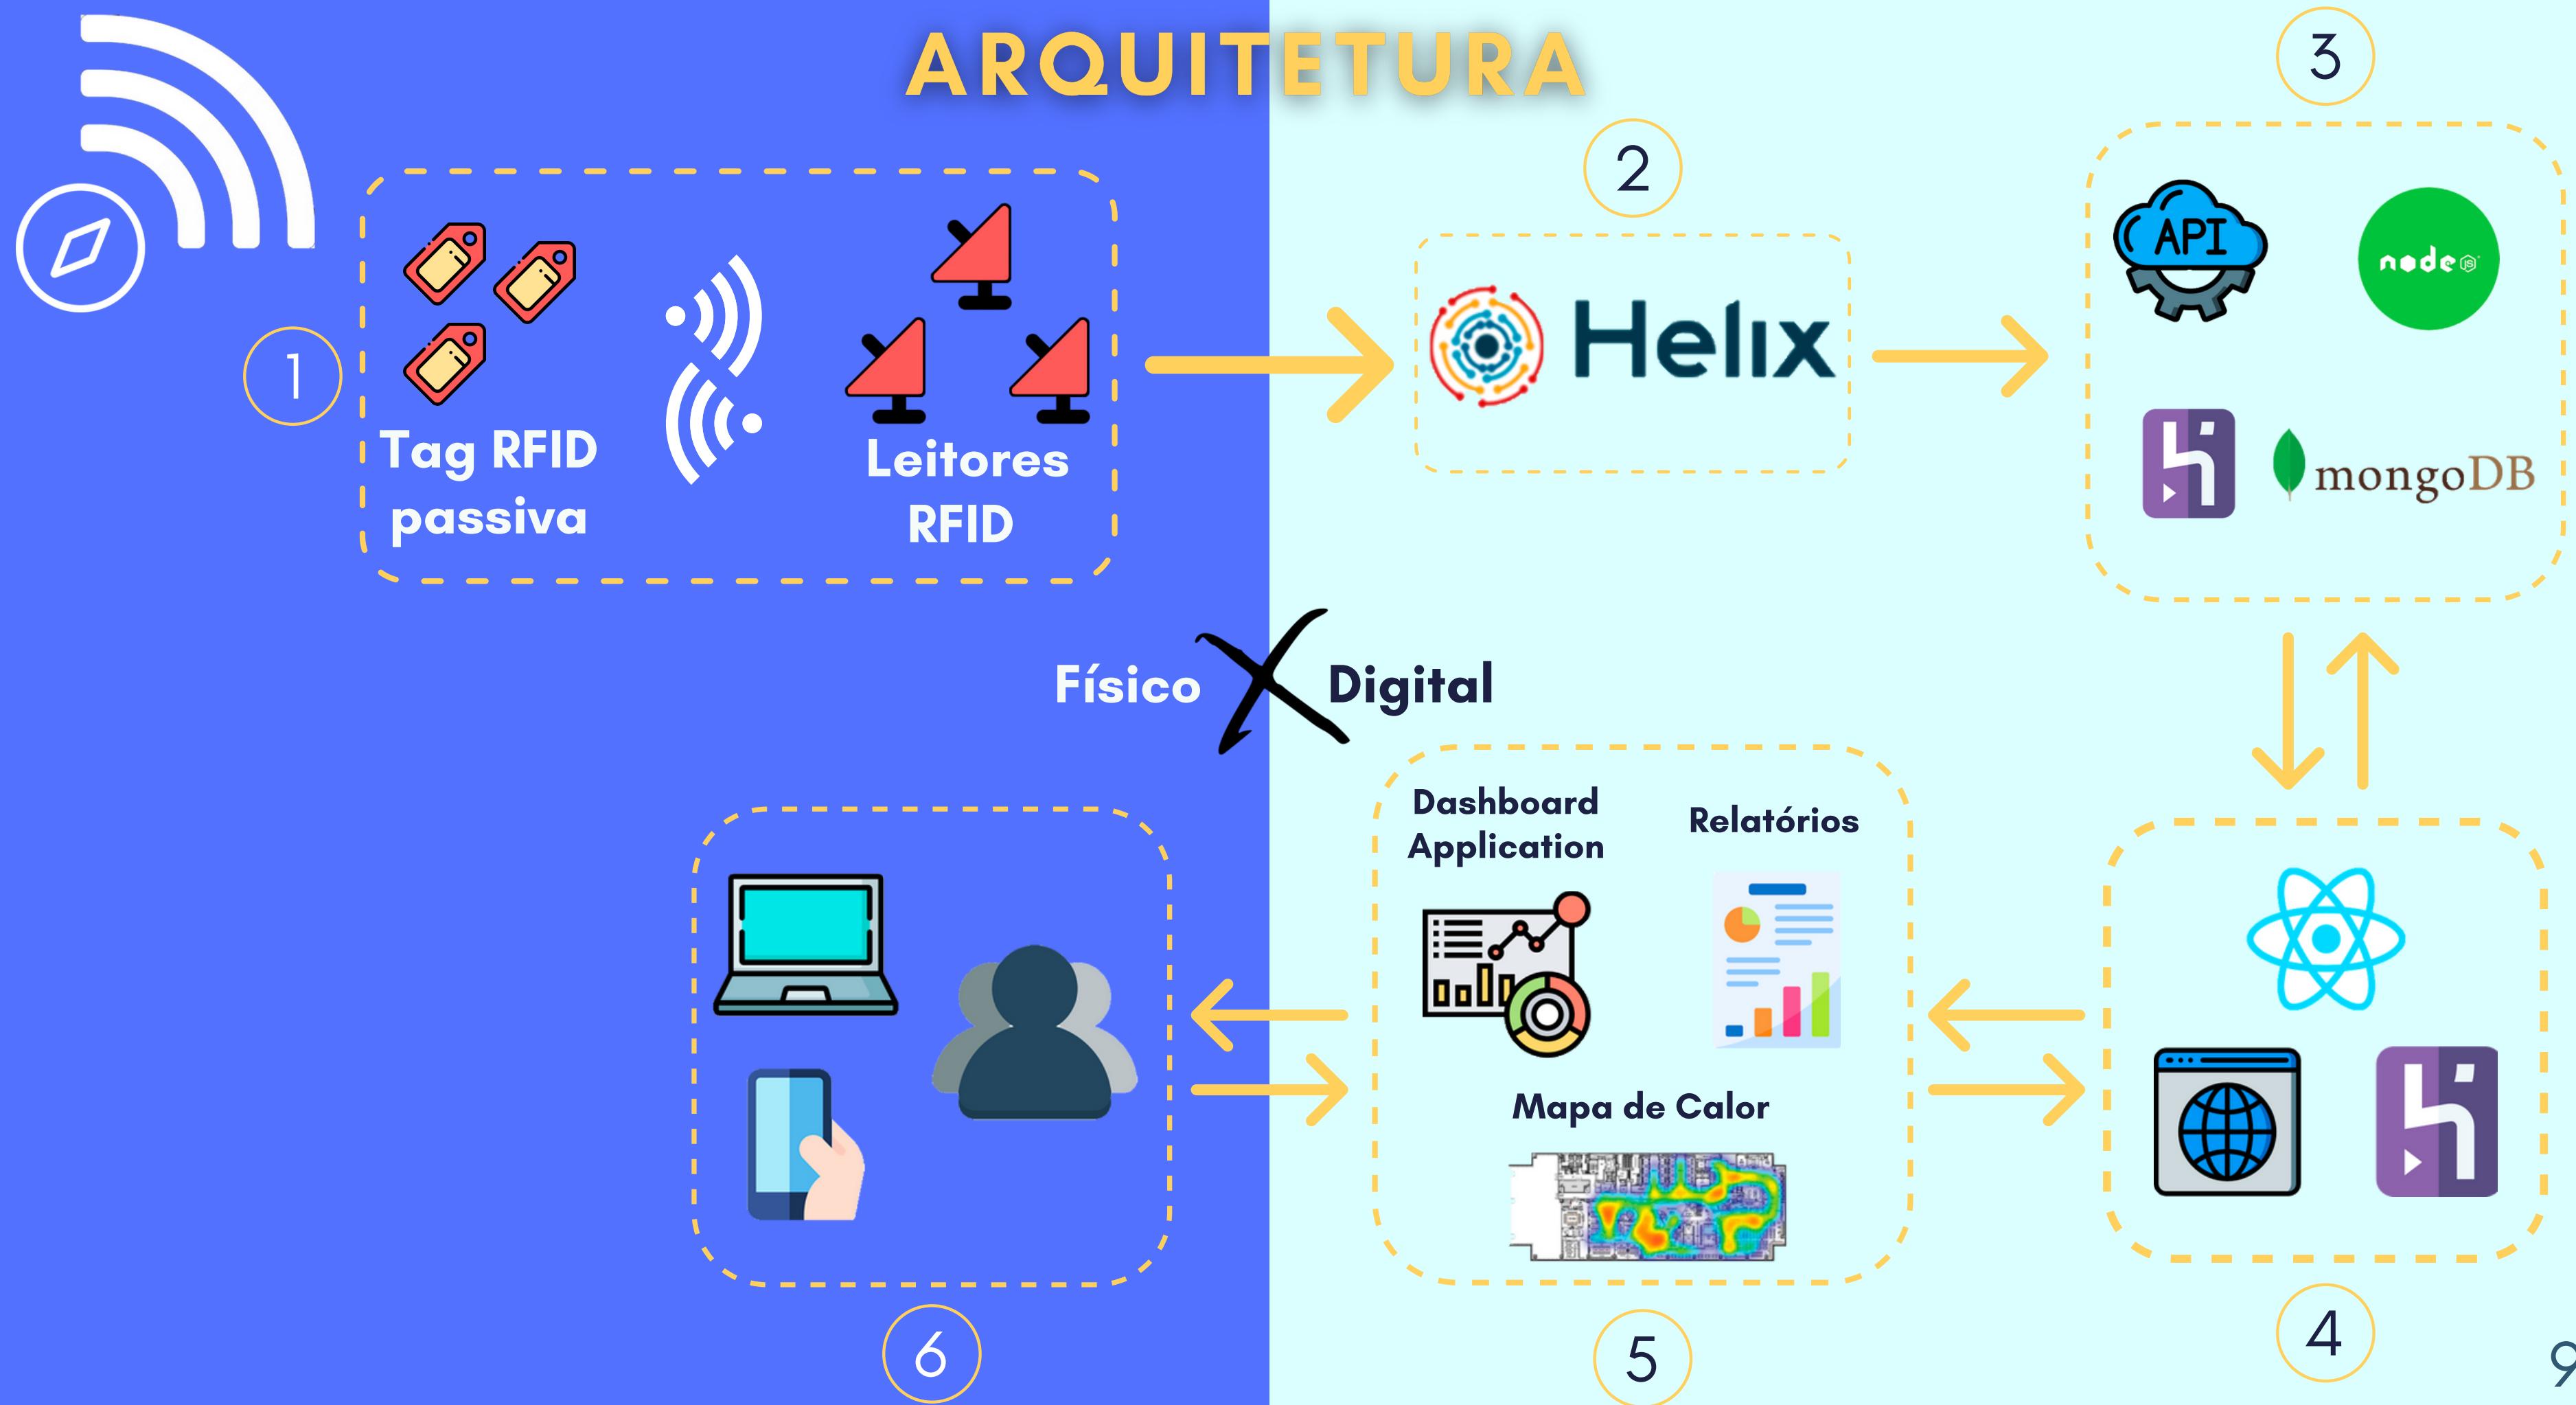 ARQUITETURA
1
Tag RFID
passiva
Leitores
RFID
2
Helix
3
API
node JS
mongoDB
Físico
Digital
Dashboard
Application
Relatórios
Mapa de Calor
6
5
4
9